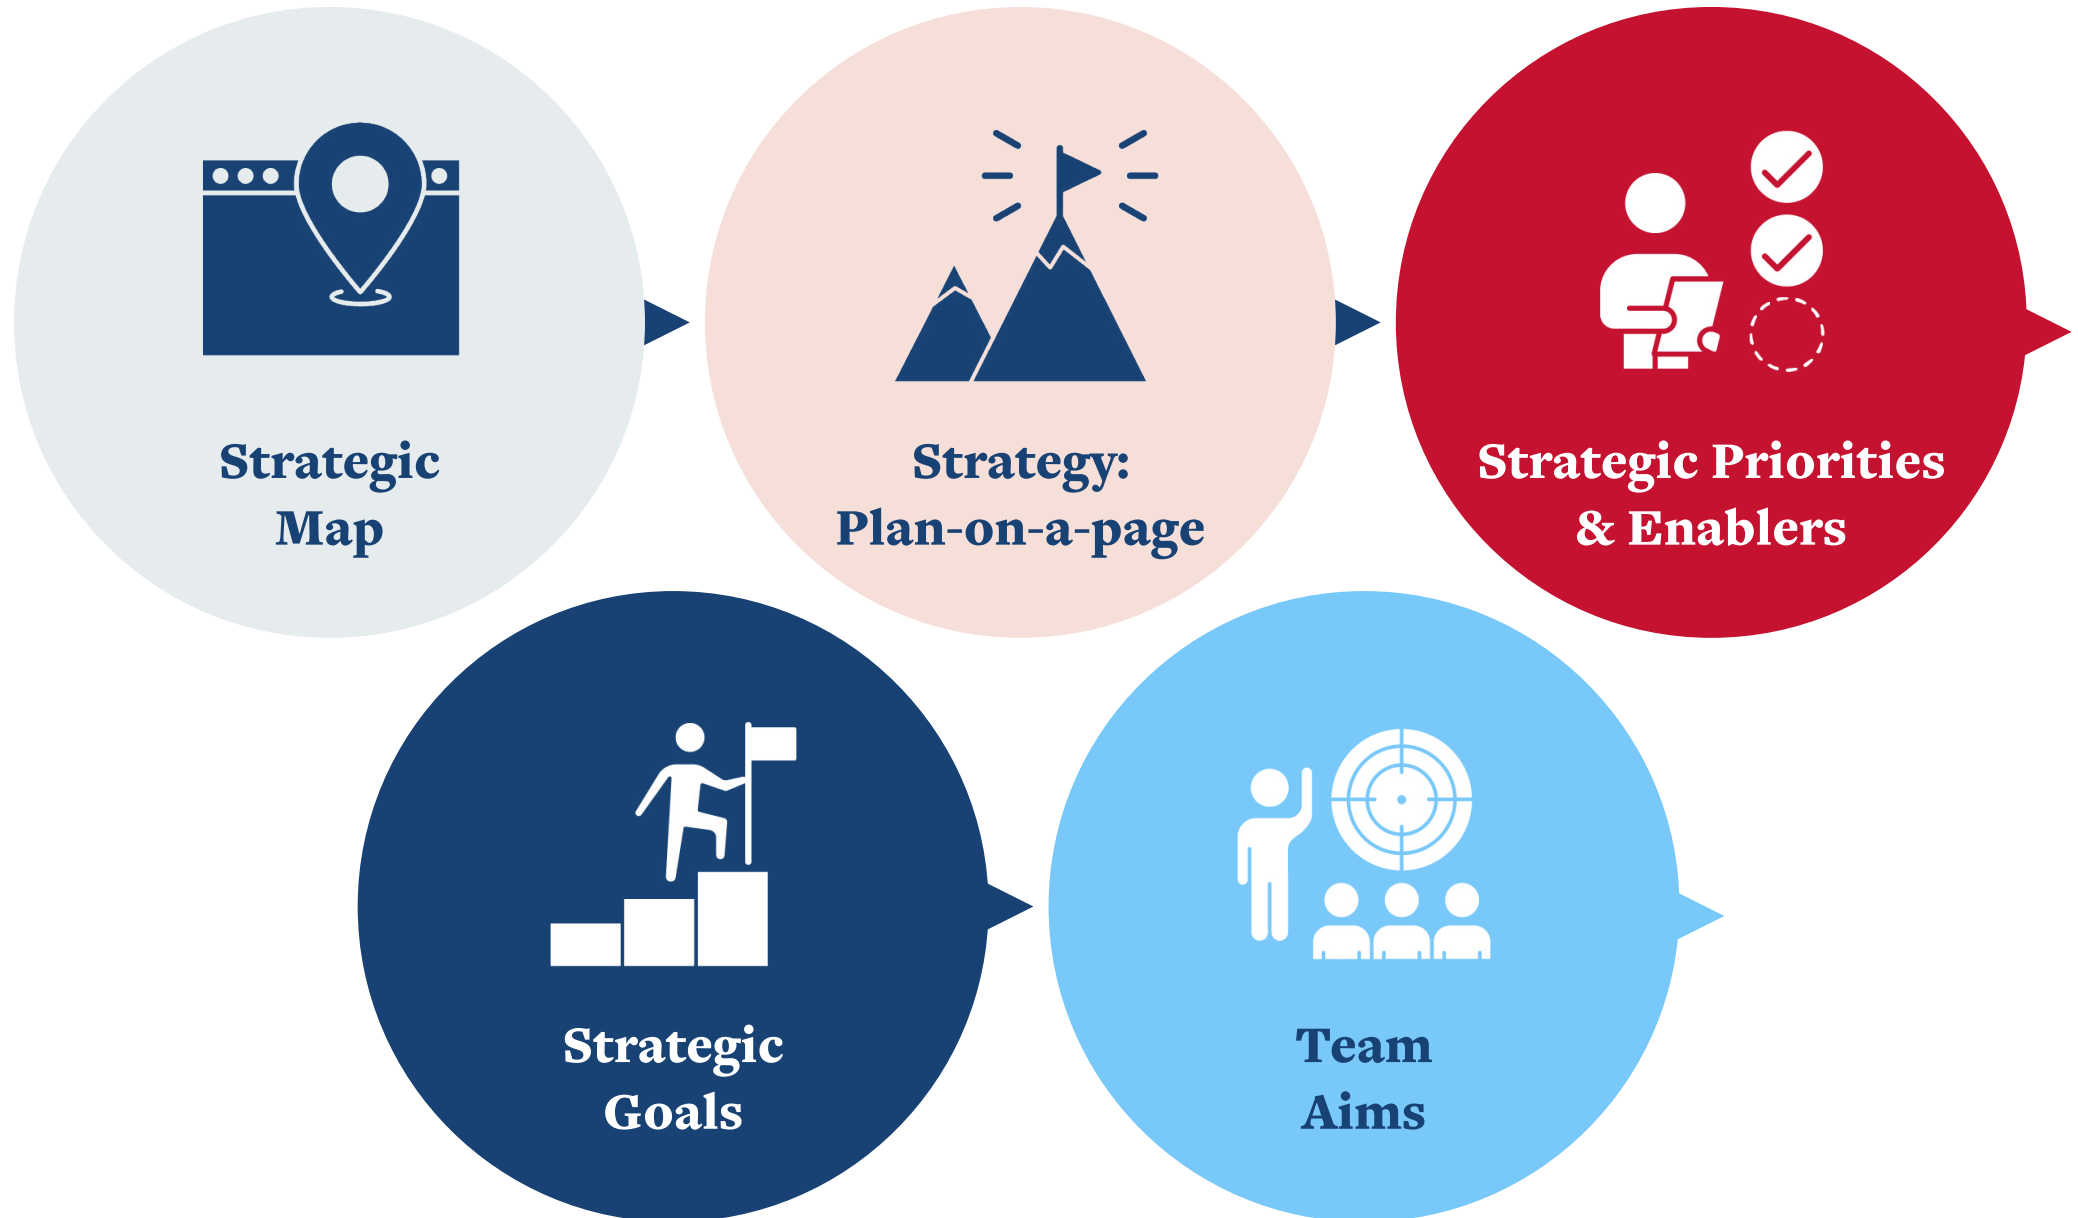 Strategic
Map
Strategy:
Plan-on-a-page
Strategic Priorities
& Enablers
Strategic
Goals
Team
Aims